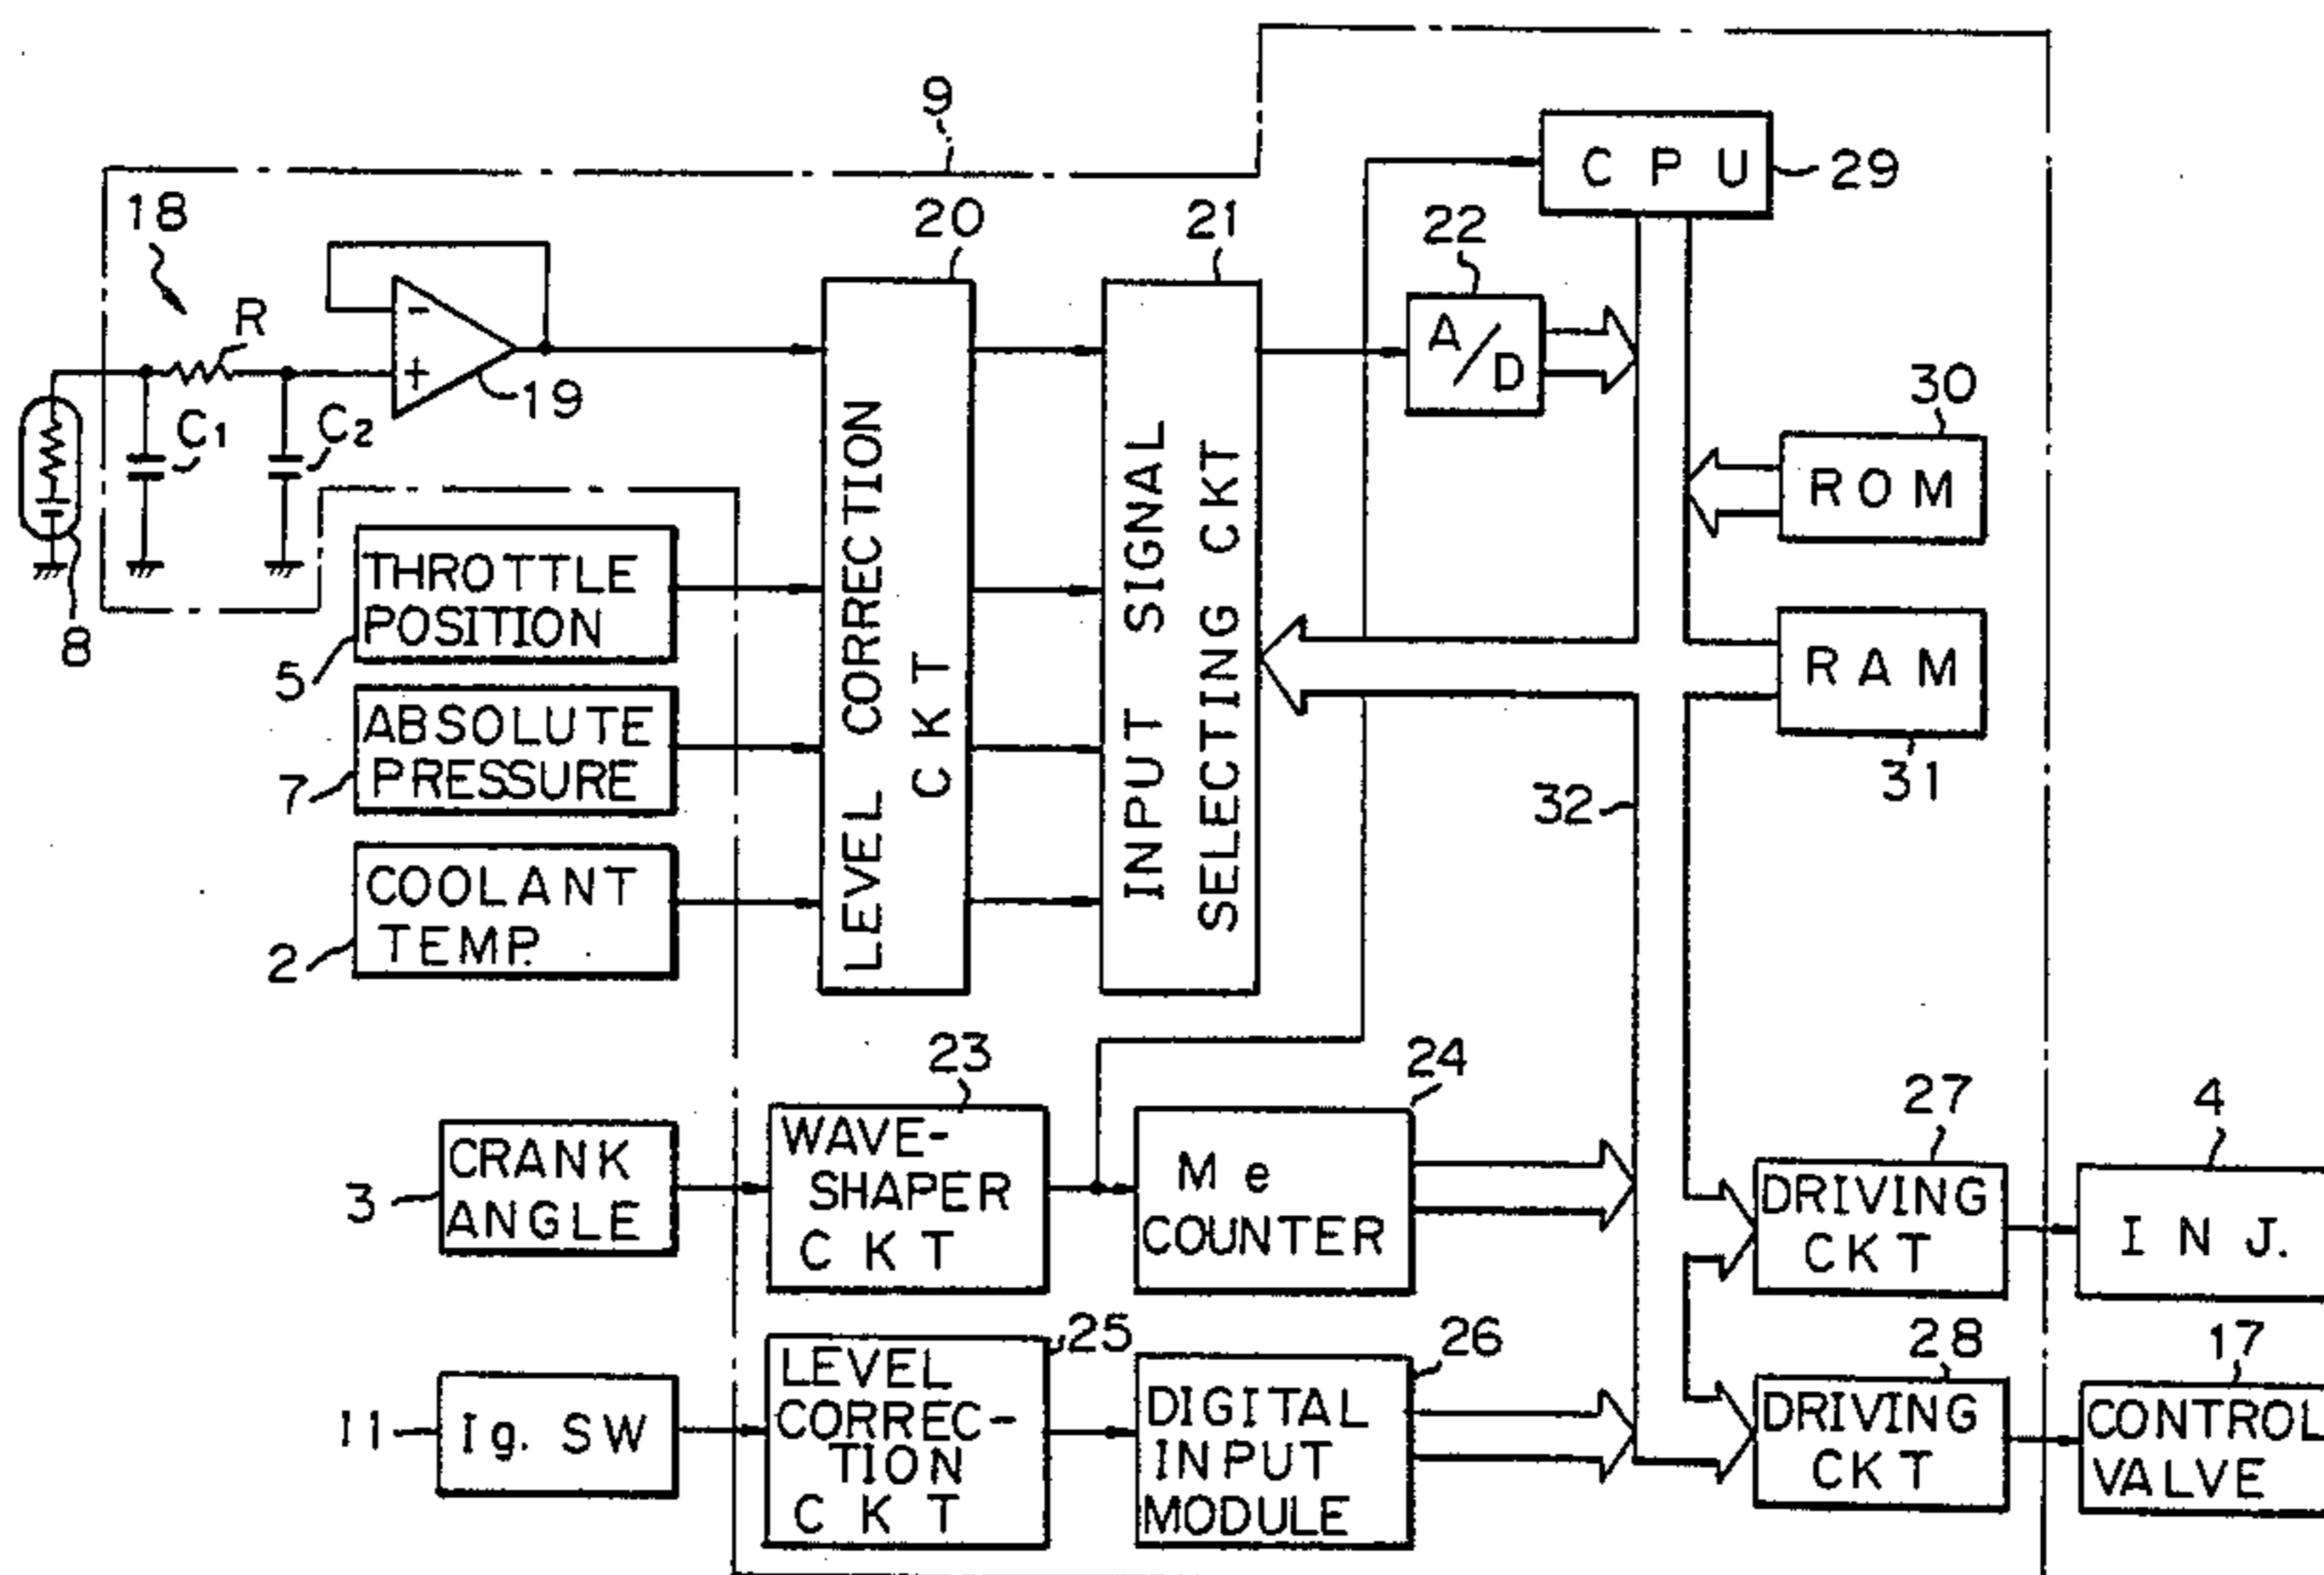 9
18
20
21
22
C P U
29
R
-
+
19
A/D
C1
C2
8
30
ROM
THROTTLE
POSITION
5
LEVEL CORRECTION
CKT
INPUT SIGNAL
SELECTING CKT
RAM
31
ABSOLUTE
PRESSURE
7
32
COOLANT
TEMP.
2
23
24
27
4
CRANK
ANGLE
3
WAVE-
SHAPER
CKT
Me
COUNTER
DRIVING
CKT
INJ.
25
26
28
17
11
Ig. SW
LEVEL
CORREC-
TION
CKT
DIGITAL
INPUT
MODULE
DRIVING
CKT
CONTROL
VALVE